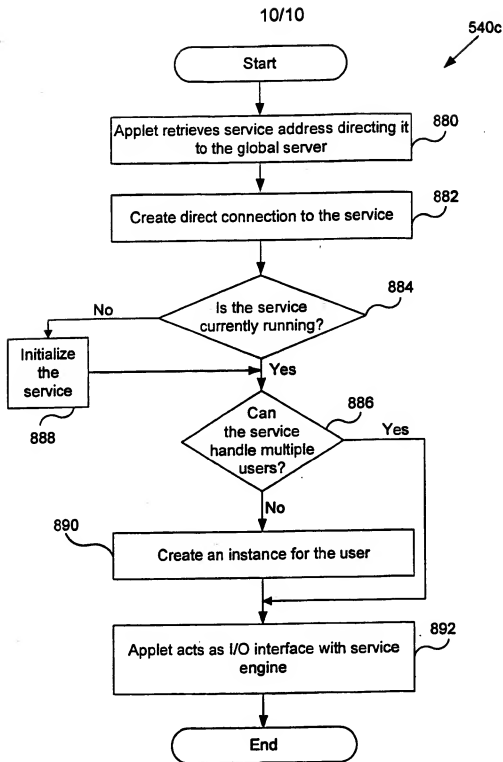 10/10
540c
Start
Applet retrieves service address directing it
to the global server
880
Create direct connection to the service
882
Is the service
currently running?
884
No
Initialize
the
service
888
Yes
Can
the service
handle multiple
users?
886
Yes
No
890
Create an instance for the user
Applet acts as I/O interface with service
engine
892
End